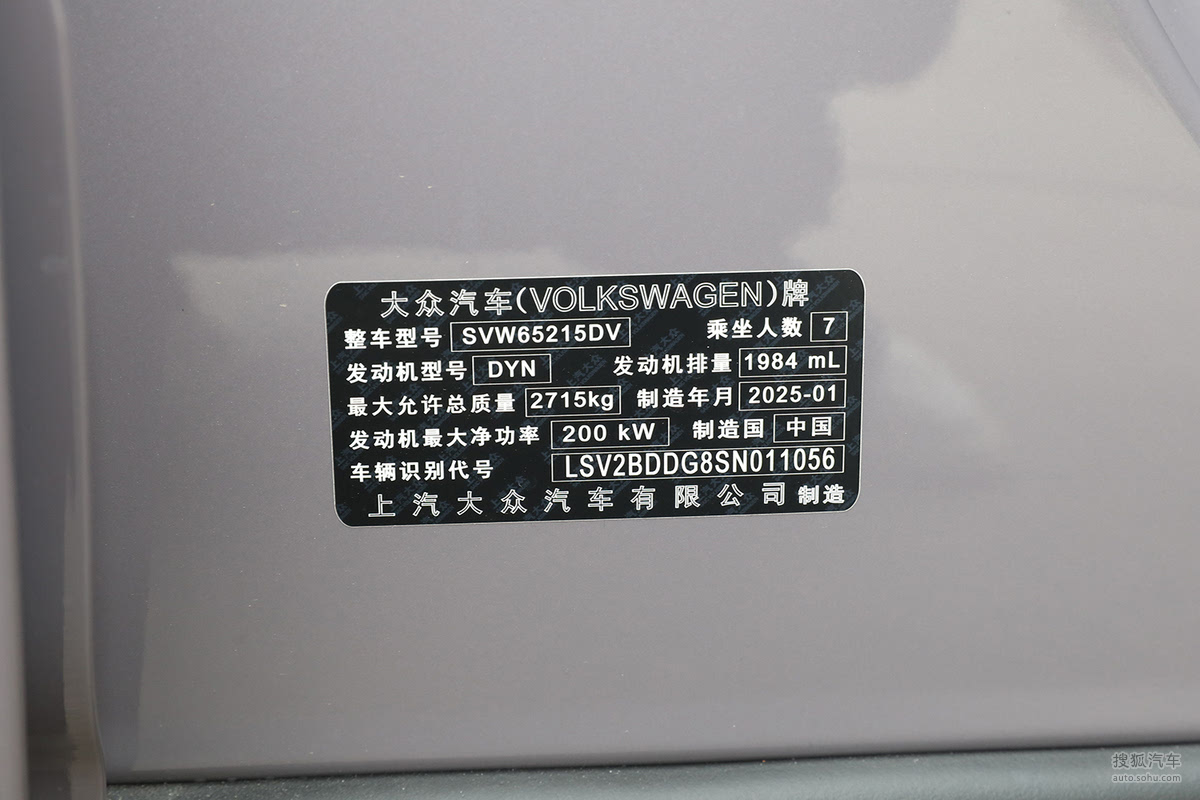 大众汽车(VOLKSWAGEN)牌
整车型号 SVW65215DV 乘坐人数 7
发动机型号 DYN 发动机排量 1984 mL
最大允许总质量 2715kg 制造年月 2025-01
发动机最大净功率 200 kW 制造国 中国
车辆识别代号 LSV2BDDG8SN011056
上汽大众汽车有限公司 制造
搜狐汽车
auto.sohu.com